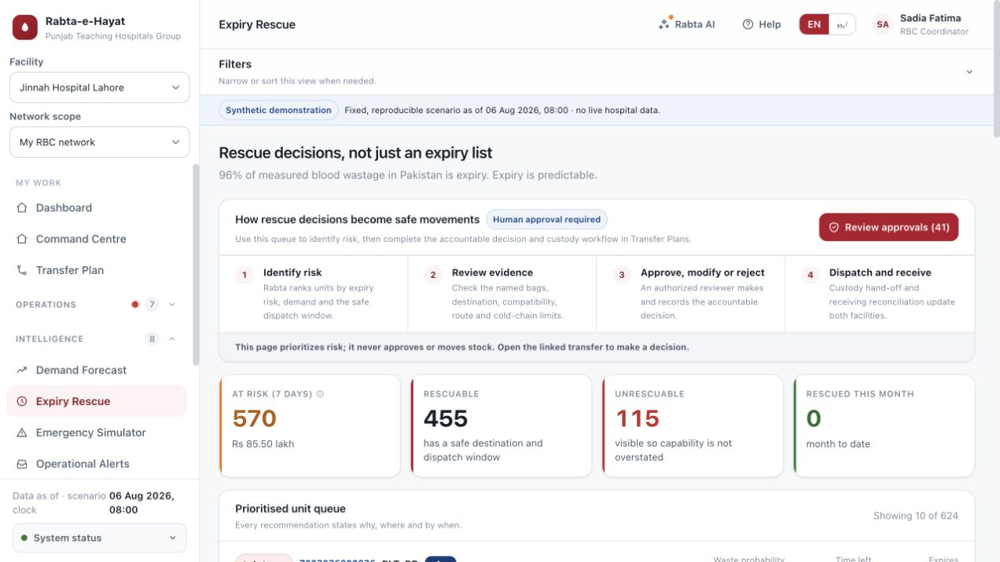 Rabta-e-Hayat
Punjab Teaching Hospitals Group
Facility
Jinnah Hospital Lahore
Network scope
My RBC network
MY WORK
Dashboard
Command Centre
Transfer Plan
OPERATIONS 7
INTELLIGENCE 8
Demand Forecast
Expiry Rescue
Emergency Simulator
Operational Alerts
Data as of · scenario clock
06 Aug 2026, 08:00
System status
Expiry Rescue
Rabta AI
Help
EN
اردو
SA
Sadia Fatima
RBC Coordinator
Filters
Narrow or sort this view when needed.
Synthetic demonstration Fixed, reproducible scenario as of 06 Aug 2026, 08:00 · no live hospital data.
Rescue decisions, not just an expiry list
96% of measured blood wastage in Pakistan is expiry. Expiry is predictable.
How rescue decisions become safe movements Human approval required
Use this queue to identify risk, then complete the accountable decision and custody workflow in Transfer Plans.
Review approvals (41)
1 Identify risk
Rabta ranks units by expiry
risk, demand and the safe
dispatch window.
2 Review evidence
Check the named bags,
destination, compatibility,
route and cold-chain limits.
3 Approve, modify or reject
An authorized reviewer makes
and records the accountable
decision.
4 Dispatch and receive
Custody hand-off and
receiving reconciliation update
both facilities.
This page prioritizes risk; it never approves or moves stock. Open the linked transfer to make a decision.
AT RISK (7 DAYS)
570
Rs 85.50 lakh
RESCUABLE
455
has a safe destination and
dispatch window
UNRESCUABLE
115
visible so capability is not
overstated
RESCUED THIS MONTH
0
month to date
Prioritised unit queue
Every recommendation states why, where and by when.
Showing 10 of 624
Waste probability Time left Expires